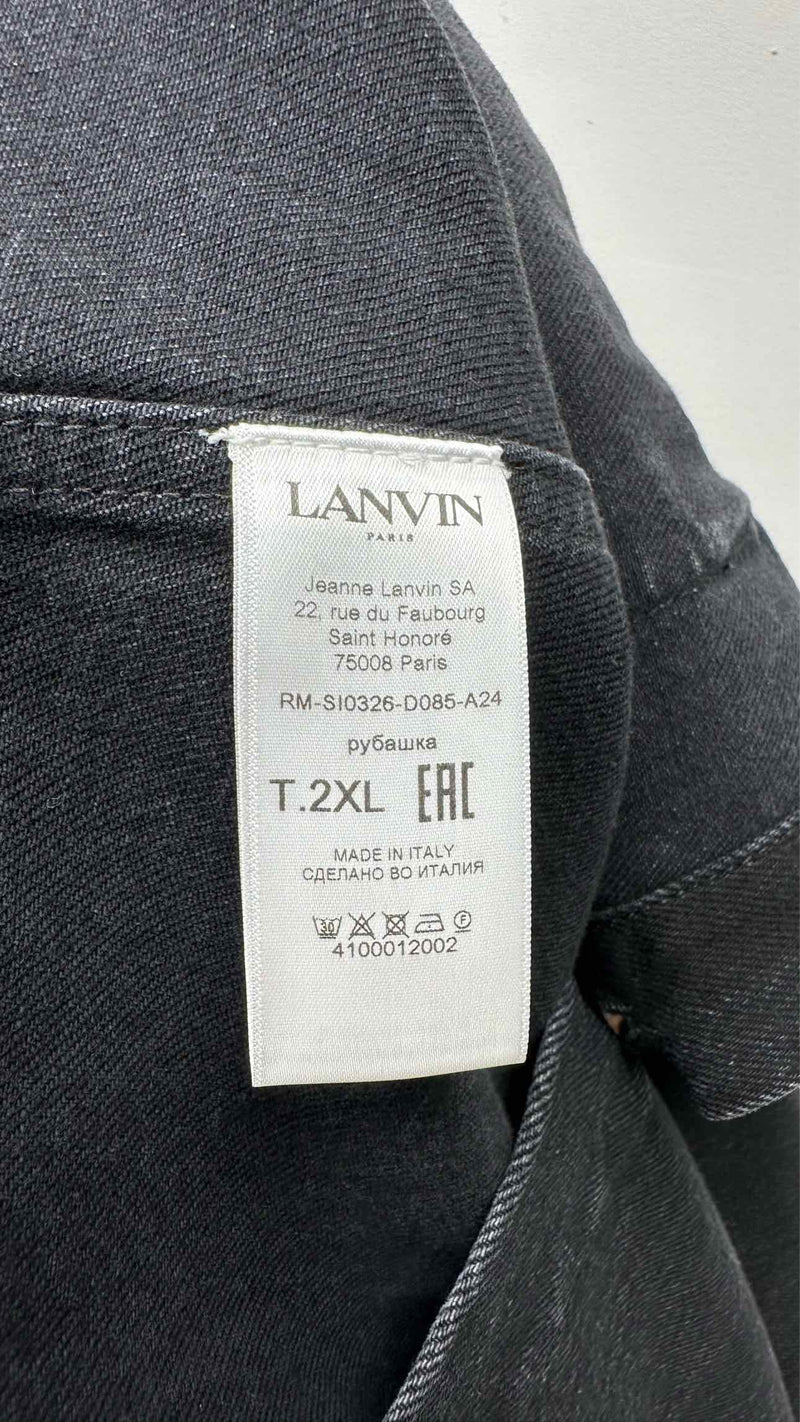 LANVIN
PARIS
Jeanne Lanvin SA
22, rue du Faubourg
Saint Honoré
75008 Paris
RM-SI0326-D085-A24
рубашка
T.2XL EAC
MADE IN ITALY
СДЕЛАНО ВО ИТАЛИЯ
30 F
4100012002